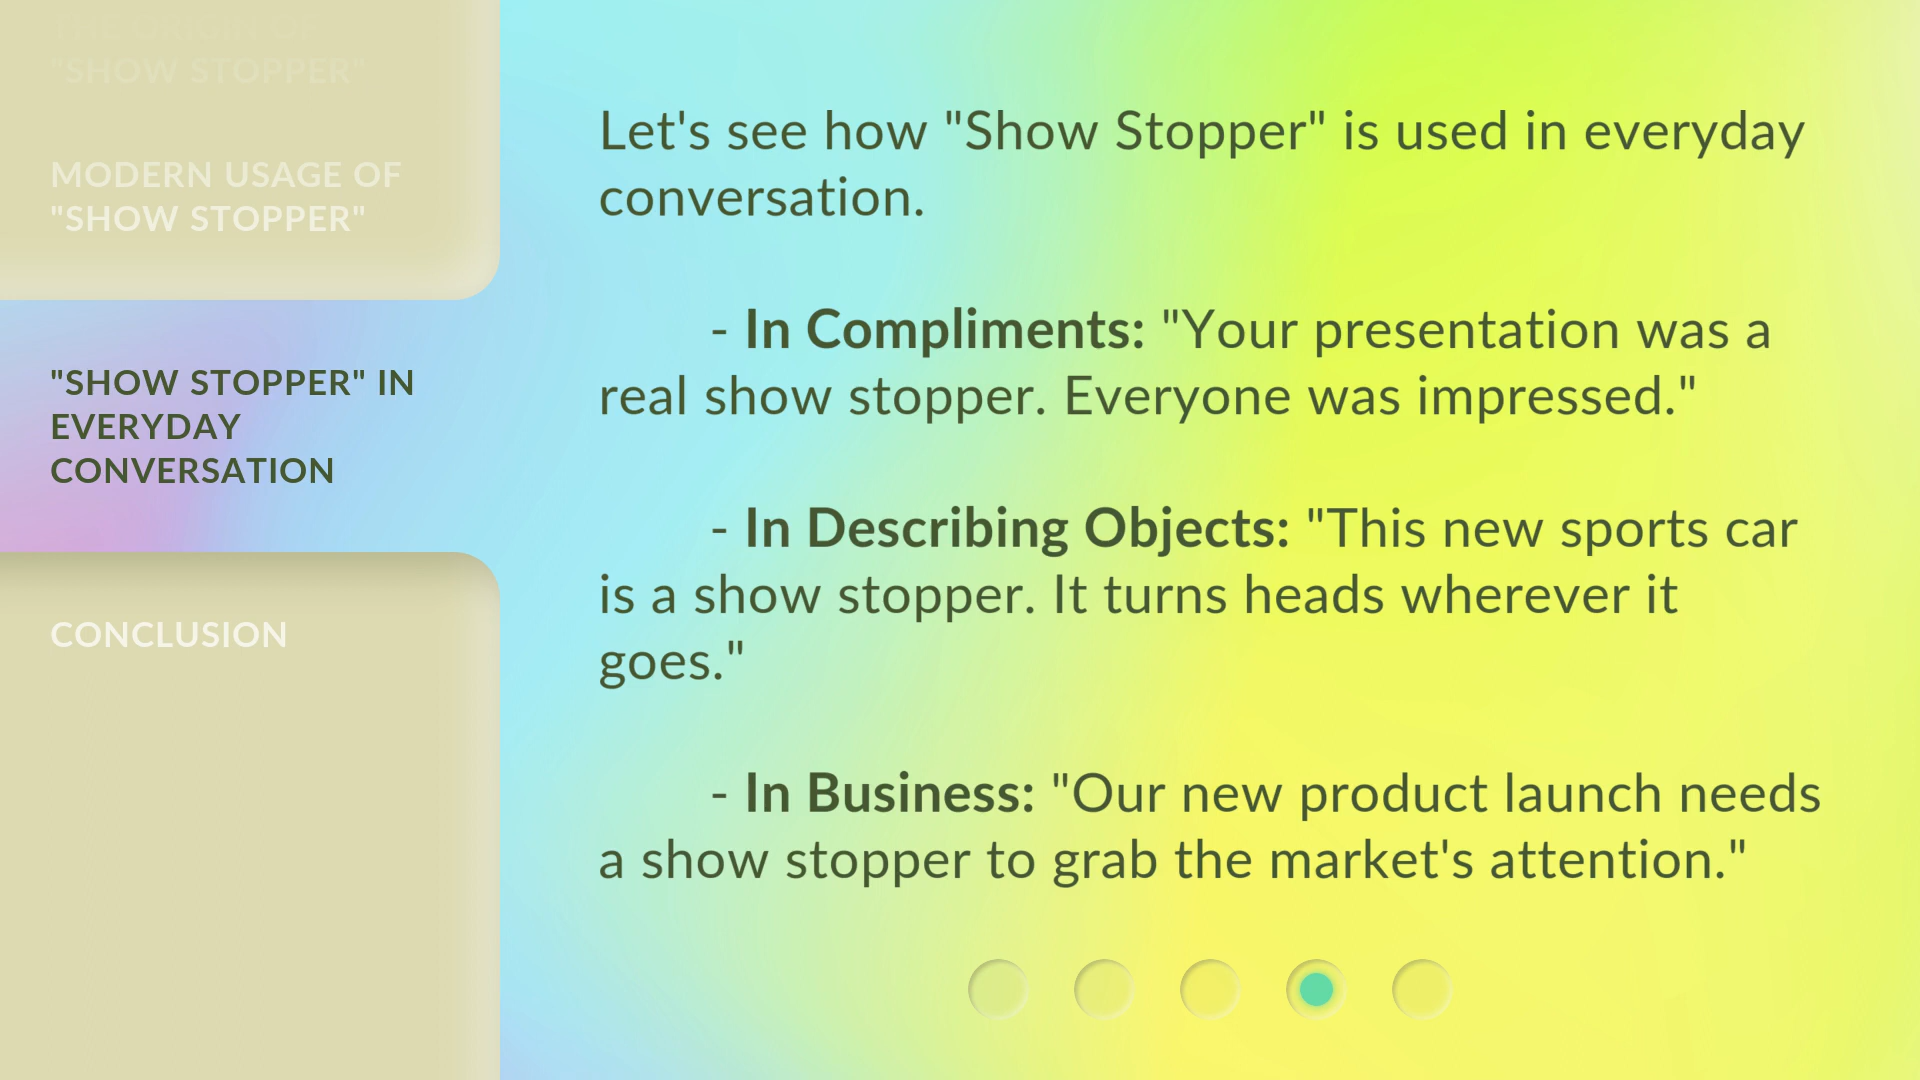 THE ORIGIN OF
"SHOW STOPPER"
MODERN USAGE OF
"SHOW STOPPER"
"SHOW STOPPER" IN
EVERYDAY
CONVERSATION
CONCLUSION
Let's see how "Show Stopper" is used in everyday
conversation.
- In Compliments: "Your presentation was a
real show stopper. Everyone was impressed."
- In Describing Objects: "This new sports car
is a show stopper. It turns heads wherever it
goes."
- In Business: "Our new product launch needs
a show stopper to grab the market's attention."